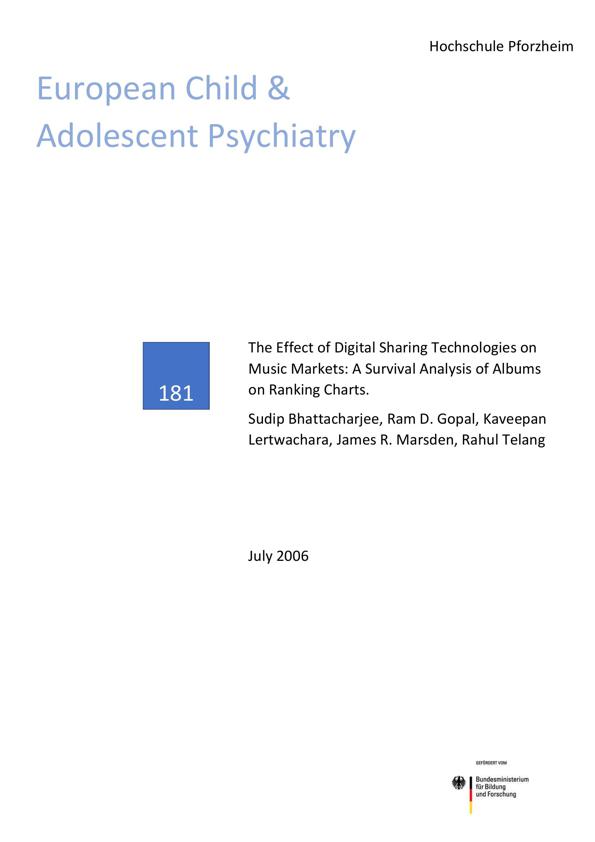 Hochschule Pforzheim
European Child &
Adolescent Psychiatry
181
The Effect of Digital Sharing Technologies on
Music Markets: A Survival Analysis of Albums
on Ranking Charts.
Sudip Bhattacharjee, Ram D. Gopal, Kaveepan
Lertwachara, James R. Marsden, Rahul Telang
July 2006
GEFÖRDERT VOM
Bundesministerium
für Bildung
und Forschung